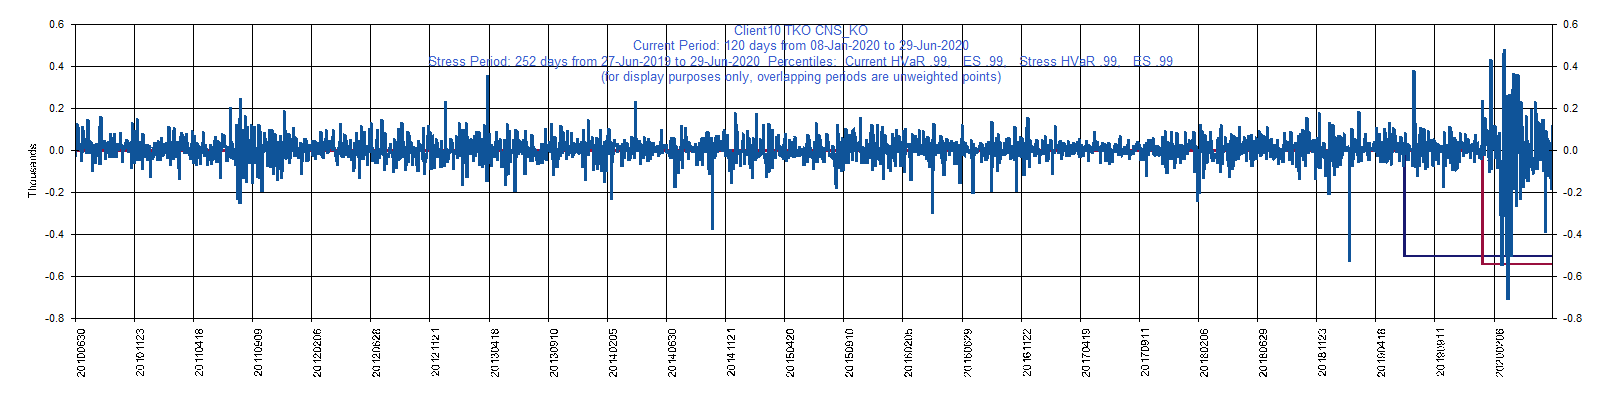 Client10 TKO CNS_KO
Current Period: 120 days from 08-Jan-2020 to 29-Jun-2020
Stress Period: 252 days from 27-Jun-2019 to 29-Jun-2020 Percentiles: Current HVaR .99, ES .99, Stress HVaR .99, ES .99
(for display purposes only, overlapping periods are unweighted points)
0.6 0.6
0.4 0.4
0.2 0.2
0.0 0.0
-0.2 -0.2
-0.4 -0.4
-0.6 -0.6
-0.8 -0.8
Thousands
20100630 20101123 20110418 20110909 20120206 20120628 20121121 20130418 20130910 20140205 20140630 20141121 20150420 20150910 20160205 20160629 20161122 20170419 20170911 20180206 20180629 20181123 20190418 20190911 20200206